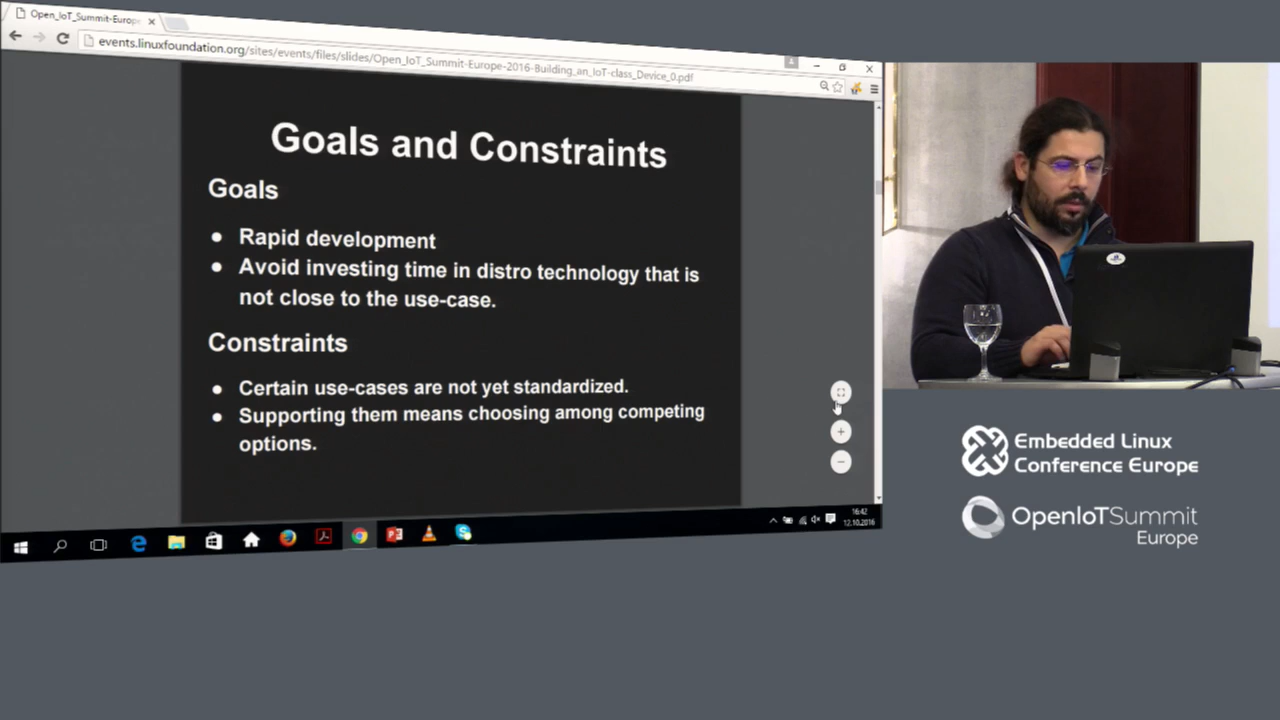 Open_IoT_Summit-Europe
events.linuxfoundation.org/sites/events/files/slides/Open_IoT_Summit-Europe-2016-Building_an_IoT-class_Device_0.pdf
Goals and Constraints
Goals
● Rapid development
● Avoid investing time in distro technology that is
not close to the use-case.
Constraints
● Certain use-cases are not yet standardized.
● Supporting them means choosing among competing
options.
16:42
12.10.2016
Embedded Linux
Conference Europe
OpenIoTSummit
Europe